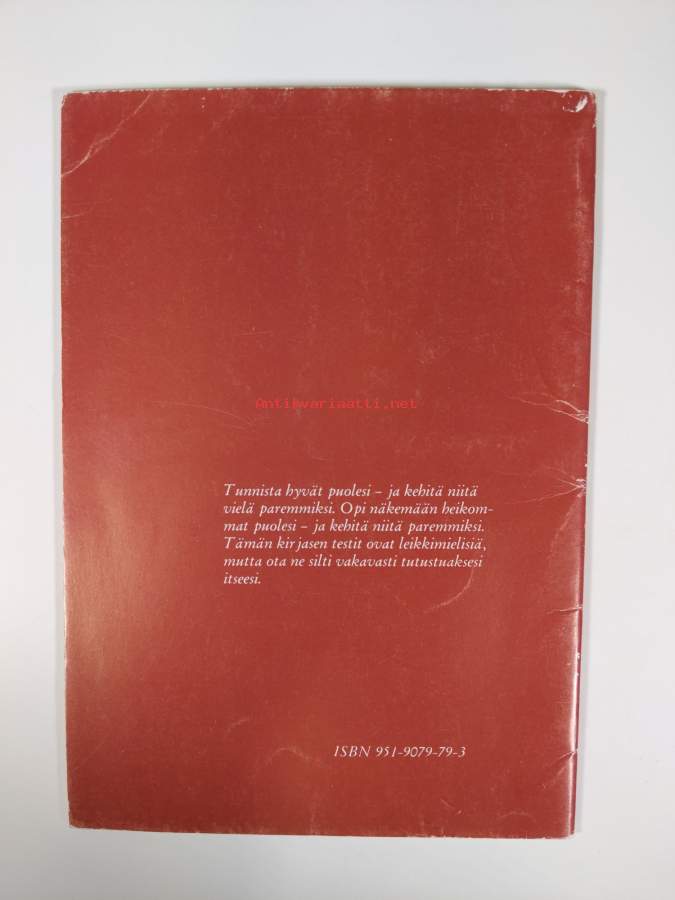 Antikvariaatti.net
Tunnista hyvät puolesi – ja kehitä niitä
vielä paremmiksi. Opi näkemään heikom-
mat puolesi – ja kehitä niitä paremmiksi.
Tämän kirjasen testit ovat leikkimielisiä,
mutta ota ne silti vakavasti tutustuaksesi
itseesi.
ISBN 951-9079-79-3